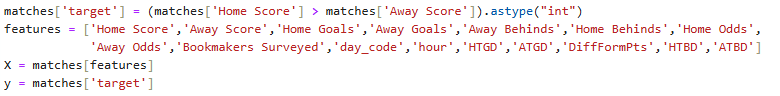 matches['target'] = (matches['Home Score'] > matches['Away Score']).astype("int")
features = ['Home Score','Away Score','Home Goals','Away Goals','Away Behinds','Home Behinds','Home Odds',
'Away Odds','Bookmakers Surveyed','day_code','hour','HTGD','ATGD','DiffFormPts','HTBD','ATBD']
X = matches[features]
y = matches['target']